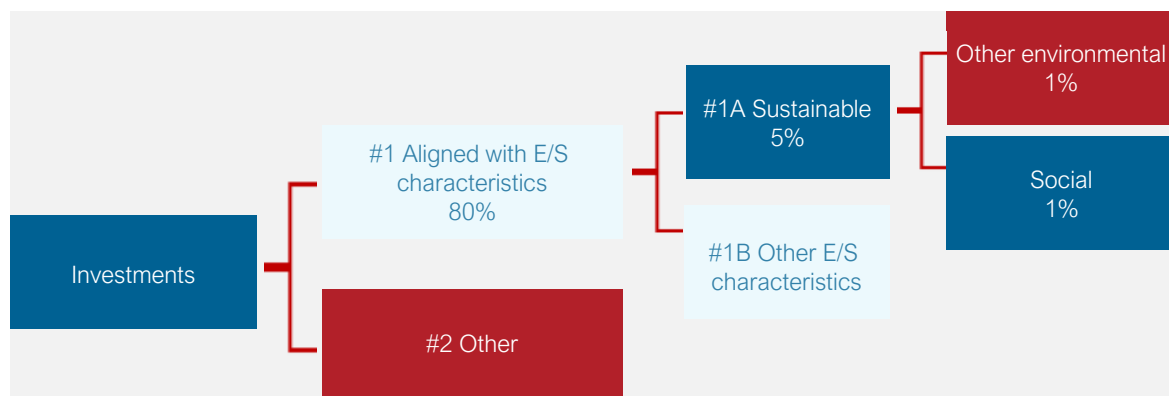 Investments
#1 Aligned with E/S
characteristics
80%
#2 Other
#1A Sustainable
5%
#1B Other E/S
characteristics
Other environmental
1%
Social
1%